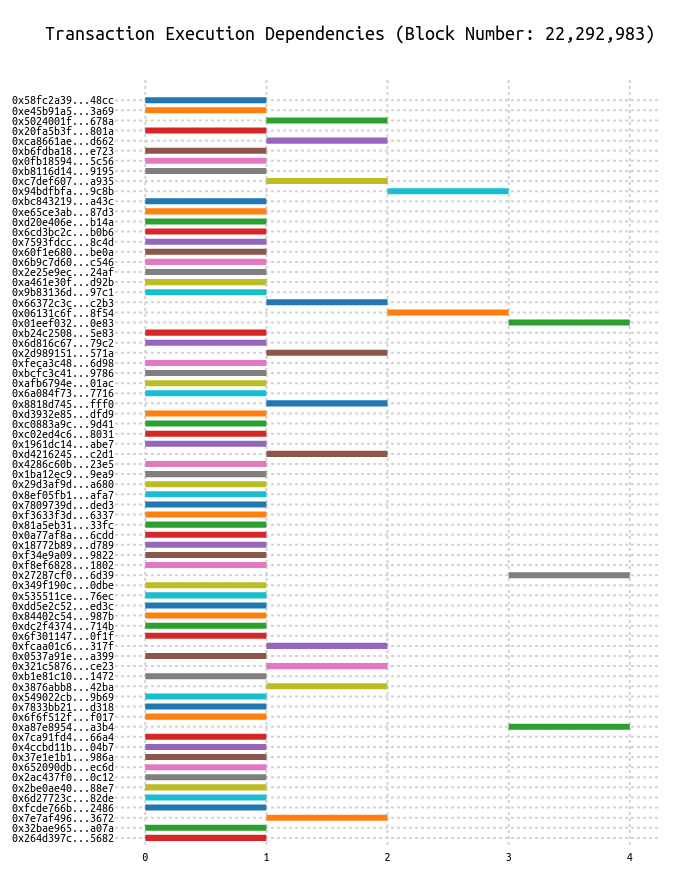 Transaction Execution Dependencies (Block Number: 22,292,983)
0x58fc2a39...48cc
0xe45b91a5...3a69
0x5024001f...678a
0x20fa5b3f...801a
0xca8661ae...d662
0xb6fdba18...e723
0x0fb18594...5c56
0xb8116d14...9195
0xc7def607...a935
0x94bdfbfa...9c8b
0xbc843219...a43c
0xe65ce3ab...87d3
0xd20e406e...b14a
0x6cd3bc2c...b0b6
0x7593fdcc...8c4d
0x60f1e680...be0a
0x6b9c7d60...c546
0x2e25e9ec...24af
0xa461e30f...d92b
0x9b83136d...97c1
0x66372c3c...c2b3
0x06131c6f...8f54
0x01eef032...0e83
0xb24c2508...5e83
0x6d816c67...79c2
0x2d989151...571a
0xfeca3c48...6d98
0xbcfc3c41...9786
0xafb6794e...01ac
0x6a084f73...7716
0x8818d745...fff0
0xd3932e85...dfd9
0xc0883a9c...9d41
0xc02ed4c6...8031
0x1961dc14...abe7
0xd4216245...c2d1
0x4286c60b...23e5
0x1ba12ec9...9ea9
0x29d3af9d...a680
0x8ef05fb1...afa7
0x7809739d...ded3
0xf3633f3d...6337
0x81a5eb31...33fc
0x0a77af8a...6cdd
0x18772b89...d789
0xf34e9a09...9822
0xf8ef6828...1802
0x27287cf0...6d39
0x349f190c...0dbe
0x535511ce...76ec
0xdd5e2c52...ed3c
0x84402c54...987b
0xdc2f4374...714b
0x6f301147...0f1f
0xfcaa01c6...317f
0x0537a91e...a399
0x321c5876...ce23
0xb1e81c10...1472
0x3876abb8...42ba
0x549022cb...9b69
0x7833bb21...d318
0x6f6f512f...f017
0xa87e8954...a3b4
0x7ca91fd4...66a4
0x4ccbd11b...04b7
0x37e1e1b1...986a
0x652090db...ec6d
0x2ac437f0...0c12
0x2be0ae40...88e7
0x6d27723c...82de
0xfcde766b...2486
0x7e7af496...3672
0x32bae965...a07a
0x264d397c...5682
0 1 2 3 4